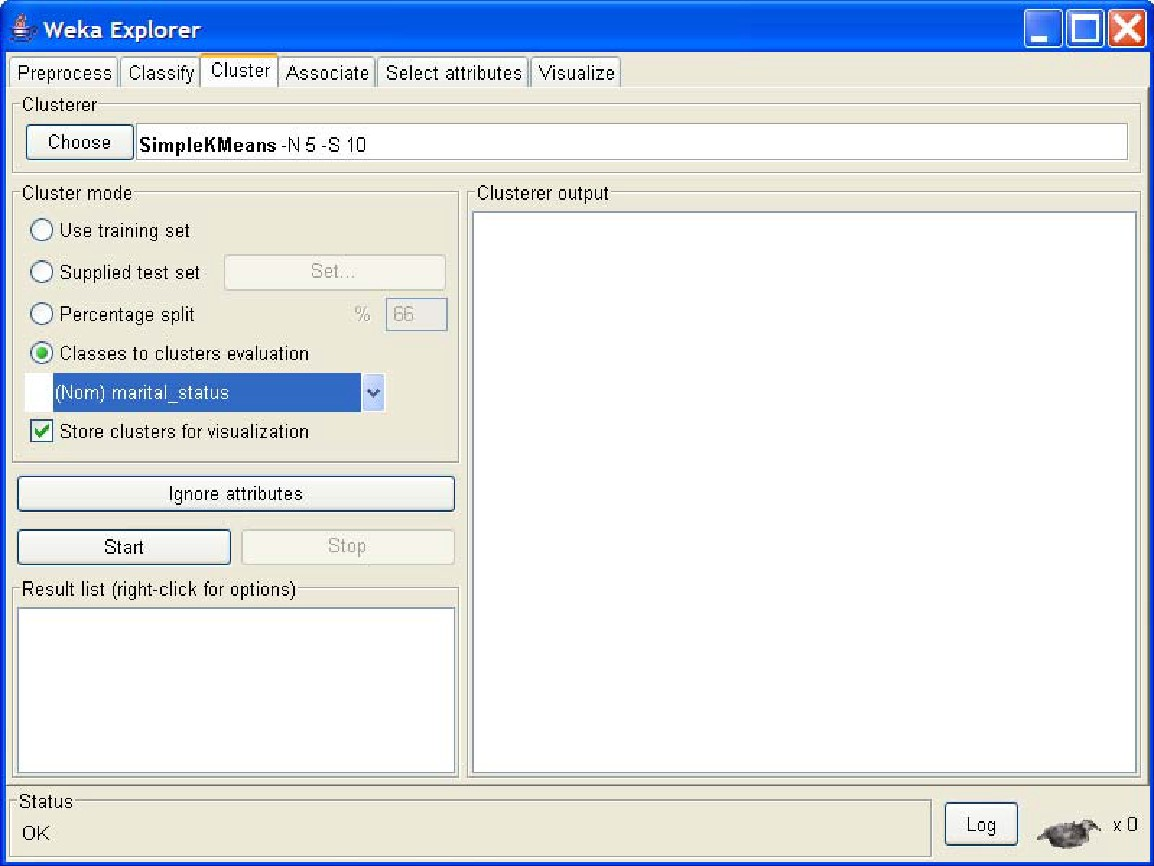 Weka Explorer
Preprocess Classify Cluster Associate Select attributes Visualize
Clusterer
Choose SimpleKMeans -N 5 -S 10
Cluster mode
Use training set
Supplied test set Set...
Percentage split % 66
Classes to clusters evaluation
(Nom) marital_status
Store clusters for visualization
Ignore attributes
Start Stop
Result list (right-click for options)
Clusterer output
Status
OK
Log x 0